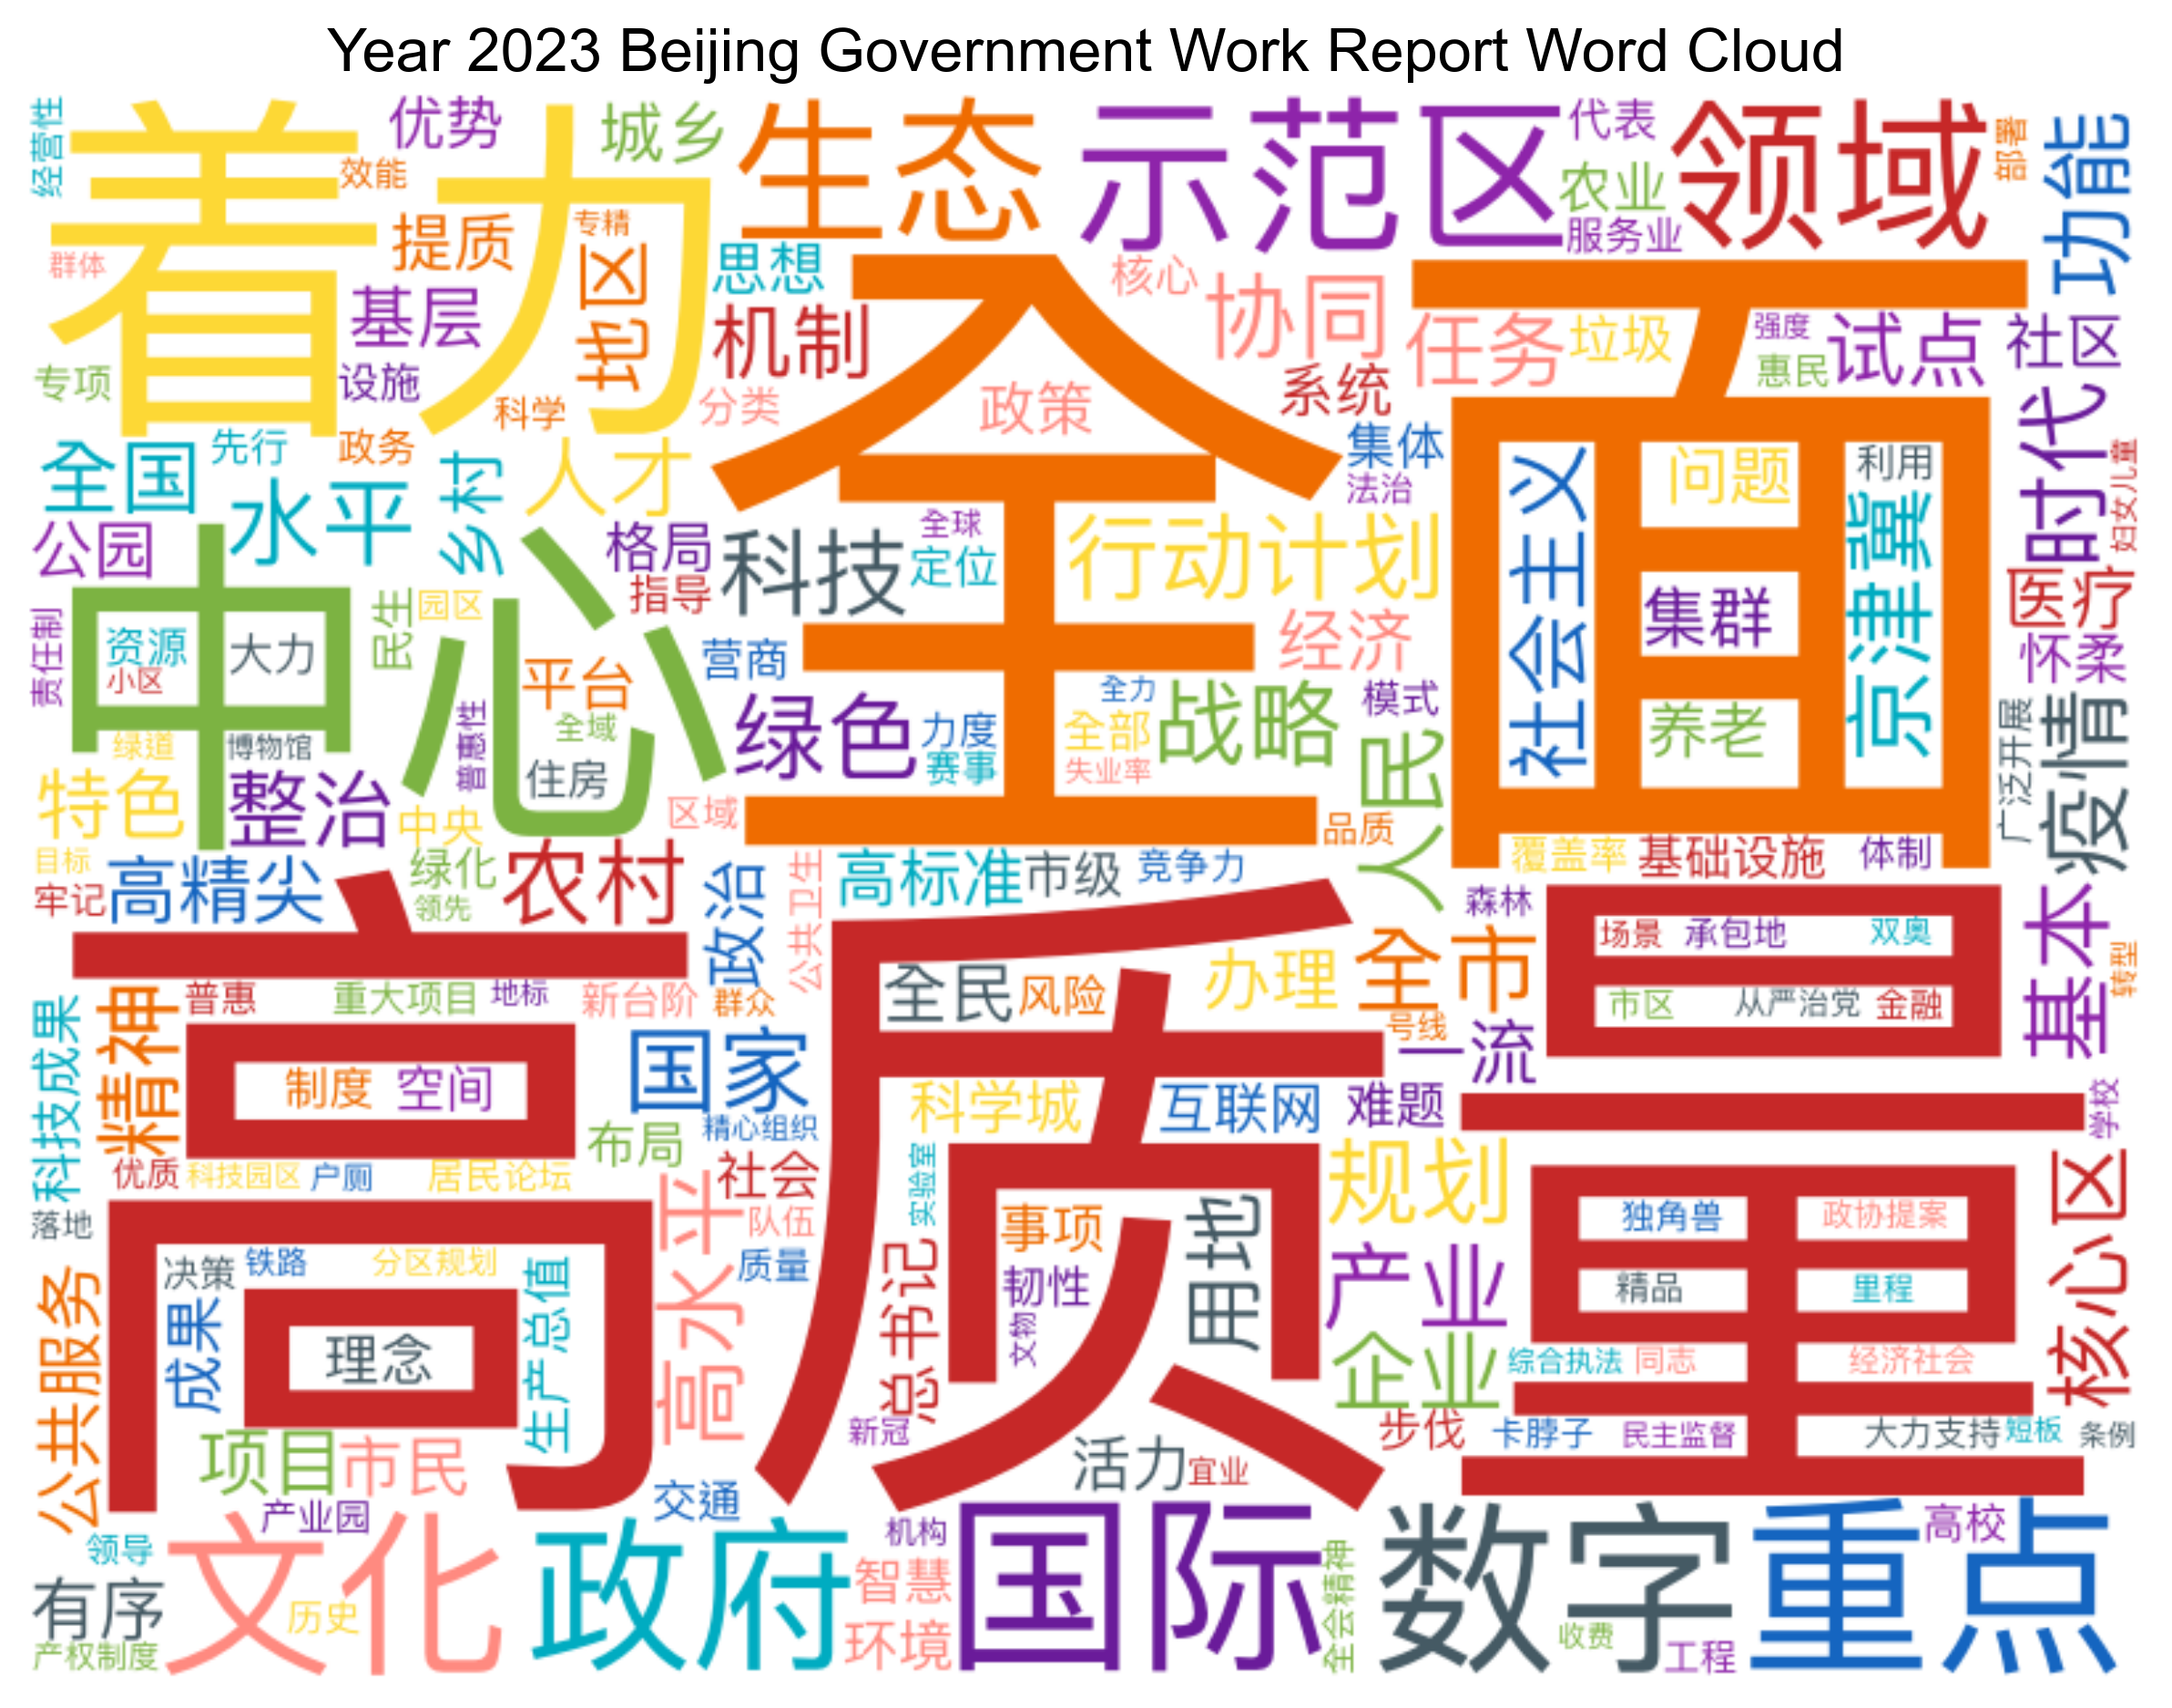 Year 2023 Beijing Government Work Report Word Cloud
经营性
着力
优势
城乡
生态
示范区
代表
领域
部署
功能
效能
农业
服务业
群体
提质
专精
地区
思想
核心
协同
全面
基层
机制
任务
垃圾
强度
惠民
试点
社区
专项
设施
科学
分类
政策
系统
时代
全国
先行
政务
乡村
人才
集体
法治
社会主义
问题
利用
京津冀
妇女儿童
水平
公园
中心
格局
科技
全球
定位
行动计划
集群
医疗
指导
民生
园区
责任制
资源
大力
小区
平台
营商
经济
怀柔
全域
普惠性
绿色
力度
全力
全部
战略
模式
人民
养老
疫情
广泛开展
绿道
博物馆
住房
赛事
失业率
特色
整治
中央
区域
品质
目标
高精尖
绿化
农村
政治
公共卫生
高标准
市级
竞争力
覆盖率
基础设施
体制
牢记
领先
森林
高质量
场景
承包地
双奥
基本
转型
全民
风险
办理
全市
精神
普惠
重大项目
地标
新台阶
群众
市区
从严治党
金融
号线
一流
科技成果
制度
空间
国家
科学城
互联网
难题
学校
布局
精心组织
优质
科技园区
户厕
居民论坛
社会
实验室
规划
核心区
落地
高水平
队伍
事项
用地
独角兽
政协提案
决策
铁路
分区规划
生产总值
质量
总书记
韧性
产业
精品
里程
公共服务
成果
理念
文物
企业
综合执法
同志
经济社会
新冠
步伐
卡脖子
民主监督
大力支持
短板
条例
项目
市民
活力
宜业
产业园
交通
领导
文化
政府
机构
国际
数字
重点
高校
有序
历史
智慧
全会精神
产权制度
环境
收费
工程